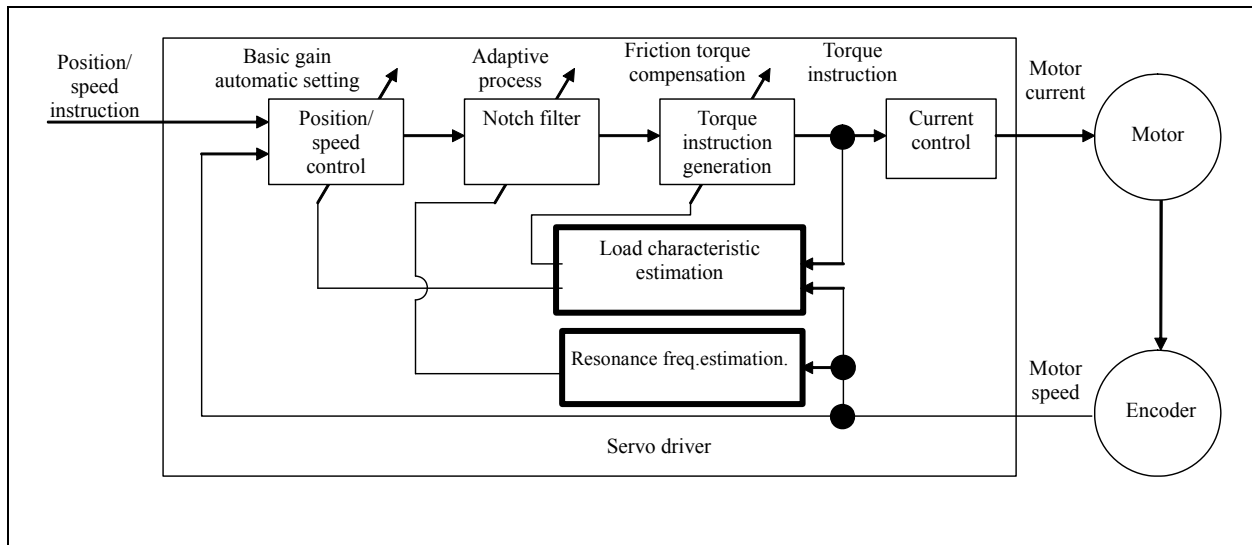 Position/
speed
instruction
Basic gain
automatic setting
Adaptive
process
Friction torque
compensation
Torque
instruction
Motor
current
Position/
speed
control
Notch filter
Torque
instruction
generation
Current
control
Motor
Load characteristic
estimation
Resonance freq.estimation.
Motor
speed
Encoder
Servo driver